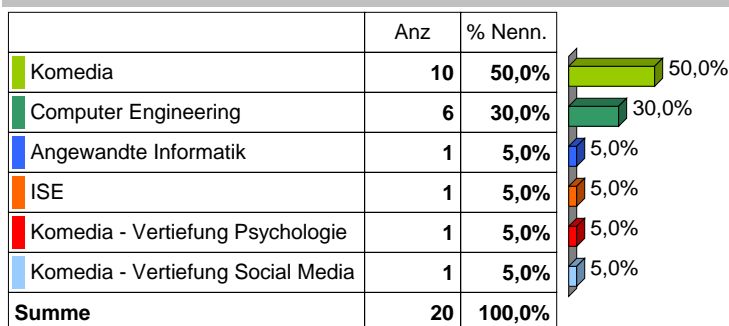 Anz % Nenn.
Komedia 10 50,0% 50,0%
Computer Engineering 6 30,0% 30,0%
Angewandte Informatik 1 5,0% 5,0%
ISE 1 5,0% 5,0%
Komedia - Vertiefung Psychologie 1 5,0% 5,0%
Komedia - Vertiefung Social Media 1 5,0% 5,0%
Summe 20 100,0%